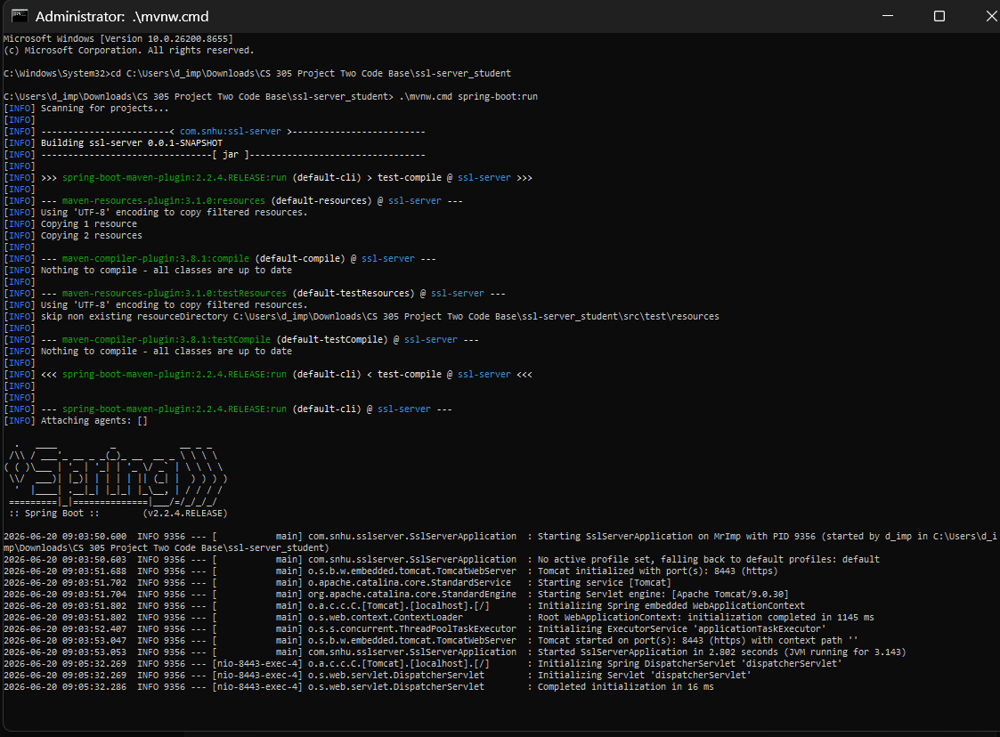 Administrator: .\mvnw.cmd
Microsoft Windows [Version 10.0.26200.8655]
(c) Microsoft Corporation. All rights reserved.
C:\Windows\System32>cd C:\Users\d_imp\Downloads\CS 305 Project Two Code Base\ssl-server_student
C:\Users\d_imp\Downloads\CS 305 Project Two Code Base\ssl-server_student> .\mvnw.cmd spring-boot:run
[INFO] Scanning for projects...
[INFO]
[INFO] ------------------------< com.snhu:ssl-server >-------------------------
[INFO] Building ssl-server 0.0.1-SNAPSHOT
[INFO] --------------------------------[ jar ]---------------------------------
[INFO]
[INFO] >>> spring-boot-maven-plugin:2.2.4.RELEASE:run (default-cli) > test-compile @ ssl-server >>>
[INFO]
[INFO] --- maven-resources-plugin:3.1.0:resources (default-resources) @ ssl-server ---
[INFO] Using 'UTF-8' encoding to copy filtered resources.
[INFO] Copying 1 resource
[INFO] Copying 2 resources
[INFO]
[INFO] --- maven-compiler-plugin:3.8.1:compile (default-compile) @ ssl-server ---
[INFO] Nothing to compile - all classes are up to date
[INFO]
[INFO] --- maven-resources-plugin:3.1.0:testResources (default-testResources) @ ssl-server ---
[INFO] Using 'UTF-8' encoding to copy filtered resources.
[INFO] skip non existing resourceDirectory C:\Users\d_imp\Downloads\CS 305 Project Two Code Base\ssl-server_student\src\test\resources
[INFO]
[INFO] --- maven-compiler-plugin:3.8.1:testCompile (default-testCompile) @ ssl-server ---
[INFO] Nothing to compile - all classes are up to date
[INFO]
[INFO] <<< spring-boot-maven-plugin:2.2.4.RELEASE:run (default-cli) < test-compile @ ssl-server <<<
[INFO]
[INFO]
[INFO] --- spring-boot-maven-plugin:2.2.4.RELEASE:run (default-cli) @ ssl-server ---
[INFO] Attaching agents: []
  .   ____          _            __ _ _
 /\\ / ___'_ __ _ _(_)_ __  __ _ \ \ \ \
( ( )\___ | '_ | '_| | '_ \/ _` | \ \ \ \
 \\/  ___)| |_)| | | | | || (_| |  ) ) ) )
  '  |____| .__|_| |_|_| |_\__, | / / / /
 =========|_|==============|___/=/_/_/_/
 :: Spring Boot ::        (v2.2.4.RELEASE)
2026-06-20 09:03:50.600  INFO 9356 --- [           main] com.snhu.sslserver.SslServerApplication  : Starting SslServerApplication on MrImp with PID 9356 (started by d_imp in C:\Users\d_i
mp\Downloads\CS 305 Project Two Code Base\ssl-server_student)
2026-06-20 09:03:50.603  INFO 9356 --- [           main] com.snhu.sslserver.SslServerApplication  : No active profile set, falling back to default profiles: default
2026-06-20 09:03:51.688  INFO 9356 --- [           main] o.s.b.w.embedded.tomcat.TomcatWebServer  : Tomcat initialized with port(s): 8443 (https)
2026-06-20 09:03:51.702  INFO 9356 --- [           main] o.apache.catalina.core.StandardService   : Starting service [Tomcat]
2026-06-20 09:03:51.704  INFO 9356 --- [           main] org.apache.catalina.core.StandardEngine  : Starting Servlet engine: [Apache Tomcat/9.0.30]
2026-06-20 09:03:51.802  INFO 9356 --- [           main] o.a.c.c.C.[Tomcat].[localhost].[/]       : Initializing Spring embedded WebApplicationContext
2026-06-20 09:03:51.802  INFO 9356 --- [           main] o.s.web.context.ContextLoader            : Root WebApplicationContext: initialization completed in 1145 ms
2026-06-20 09:03:52.407  INFO 9356 --- [           main] o.s.s.concurrent.ThreadPoolTaskExecutor  : Initializing ExecutorService 'applicationTaskExecutor'
2026-06-20 09:03:53.047  INFO 9356 --- [           main] o.s.b.w.embedded.tomcat.TomcatWebServer  : Tomcat started on port(s): 8443 (https) with context path ''
2026-06-20 09:03:53.053  INFO 9356 --- [           main] com.snhu.sslserver.SslServerApplication  : Started SslServerApplication in 2.802 seconds (JVM running for 3.143)
2026-06-20 09:05:32.269  INFO 9356 --- [nio-8443-exec-4] o.a.c.c.C.[Tomcat].[localhost].[/]       : Initializing Spring DispatcherServlet 'dispatcherServlet'
2026-06-20 09:05:32.269  INFO 9356 --- [nio-8443-exec-4] o.s.web.servlet.DispatcherServlet        : Initializing Servlet 'dispatcherServlet'
2026-06-20 09:05:32.286  INFO 9356 --- [nio-8443-exec-4] o.s.web.servlet.DispatcherServlet        : Completed initialization in 16 ms